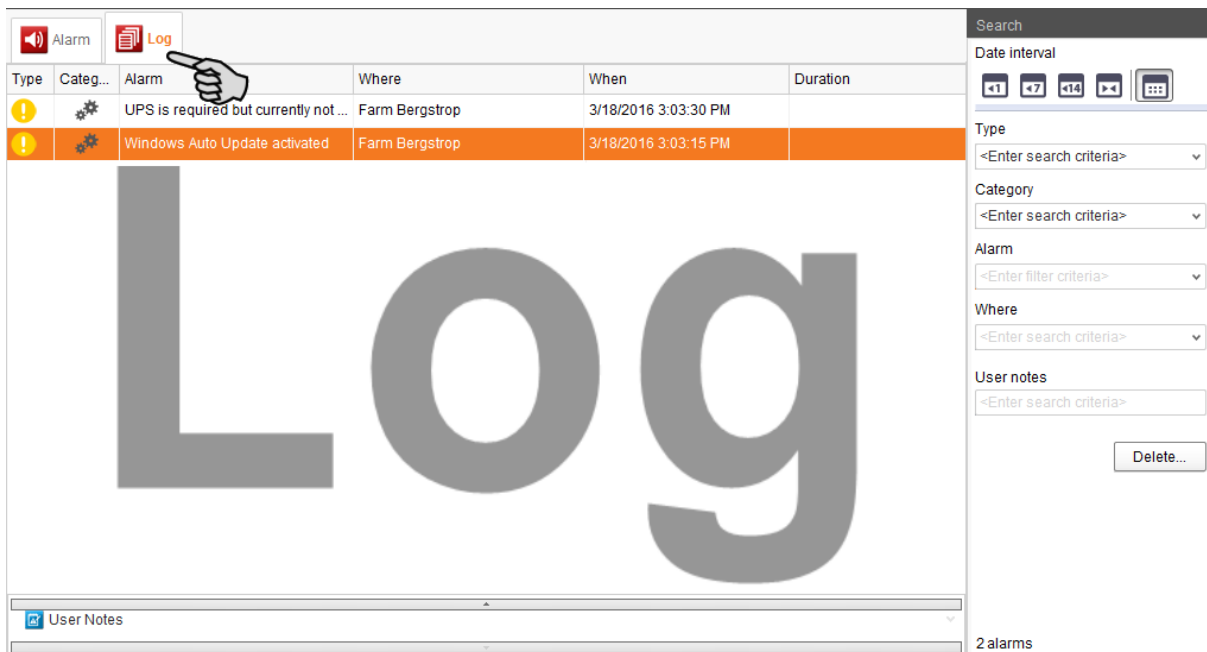 Alarm Log
Type Categ... Alarm Where When Duration
UPS is required but currently not ... Farm Bergstrop 3/18/2016 3:03:30 PM
Windows Auto Update activated Farm Bergstrop 3/18/2016 3:03:15 PM
Log
User Notes
Search
Date interval
1 7 14
Type
<Enter search criteria>
Category
<Enter search criteria>
Alarm
<Enter filter criteria>
Where
<Enter search criteria>
User notes
<Enter search criteria>
Delete...
2 alarms